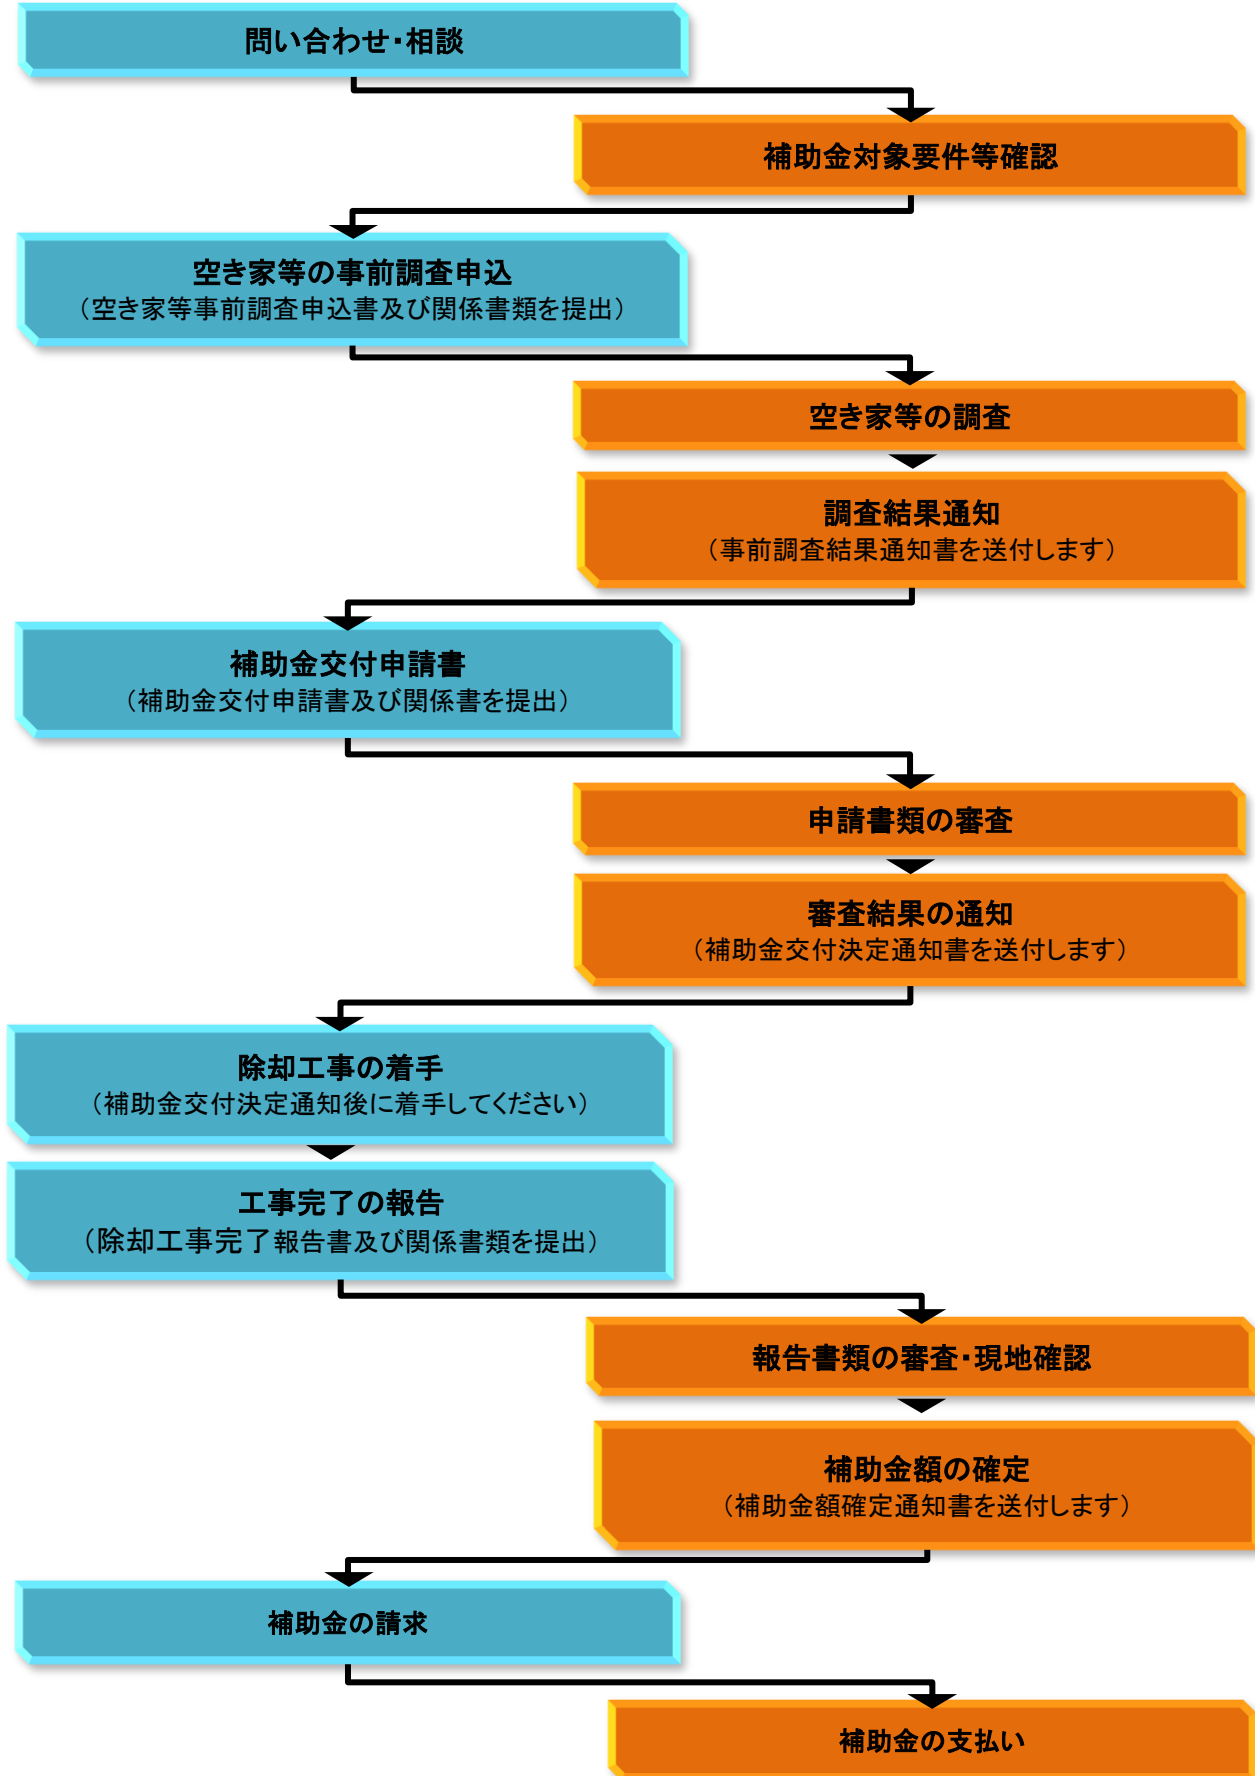 問い合わせ・相談
補助金対象要件等確認
空き家等の事前調査申込
（空き家等事前調査申込書及び関係書類を提出）
空き家等の調査
調査結果通知
（事前調査結果通知書を送付します）
補助金交付申請書
（補助金交付申請書及び関係書を提出）
申請書類の審査
審査結果の通知
（補助金交付決定通知書を送付します）
除却工事の着手
（補助金交付決定通知後に着手してください）
工事完了の報告
（除却工事完了報告書及び関係書類を提出）
報告書類の審査・現地確認
補助金額の確定
（補助金額確定通知書を送付します）
補助金の請求
補助金の支払い